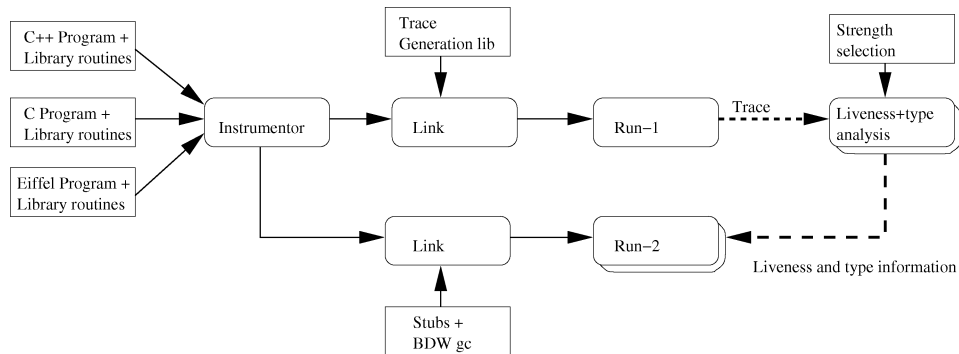 C++ Program +
Library routines
Trace
Generation lib
Strength
selection
C Program +
Library routines
Instrumentor
Link
Run-1
Trace
Liveness+type
analysis
Eiffel Program +
Library routines
Link
Run-2
Liveness and type information
Stubs +
BDW gc